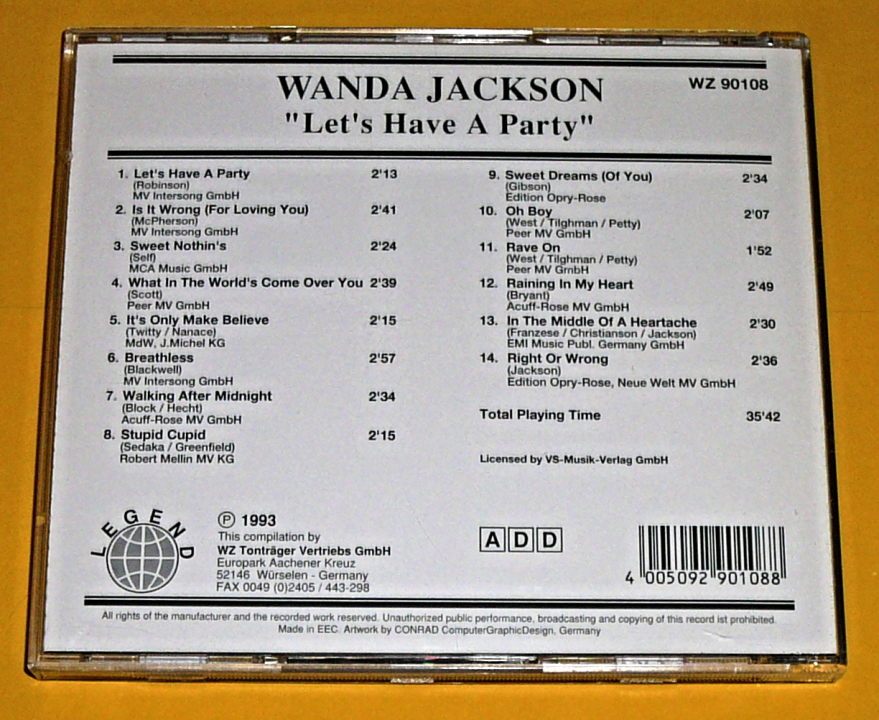 WANDA JACKSON
WZ 90108
"Let's Have A Party"
1. Let's Have A Party 2'13
(Robinson)
MV Intersong GmbH
2. Is It Wrong (For Loving You) 2'41
(McPherson)
MV Intersong GmbH
3. Sweet Nothin's 2'24
(Self)
MCA Music GmbH
4. What In The World's Come Over You 2'39
(Scott)
Peer MV GmbH
5. It's Only Make Believe 2'15
(Twitty / Nanace)
MdW, J.Michel KG
6. Breathless 2'57
(Blackwell)
MV Intersong GmbH
7. Walking After Midnight 2'34
(Block / Hecht)
Acuff-Rose MV GmbH
8. Stupid Cupid 2'15
(Sedaka / Greenfield)
Robert Mellin MV KG
9. Sweet Dreams (Of You) 2'34
(Gibson)
Edition Opry-Rose
10. Oh Boy 2'07
(West / Tilghman / Petty)
Peer MV GmbH
11. Rave On 1'52
(West / Tilghman / Petty)
Peer MV GmbH
12. Raining In My Heart 2'49
(Bryant)
Acuff-Rose MV GmbH
13. In The Middle Of A Heartache 2'30
(Franzese / Christianson / Jackson)
EMI Music Publ. Germany GmbH
14. Right Or Wrong 2'36
(Jackson)
Edition Opry-Rose, Neue Welt MV GmbH
Total Playing Time 35'42
Licensed by VS-Musik-Verlag GmbH
LEGEND
℗ 1993
This compilation by
WZ Tonträger Vertriebs GmbH
Europark Aachener Kreuz
52146 Würselen - Germany
FAX 0049 (0)2405 / 443-298
A D D
4 005092 901088
All rights of the manufacturer and the recorded work reserved. Unauthorized public performance, broadcasting and copying of this record ist prohibited.
Made in EEC. Artwork by CONRAD ComputerGraphicDesign, Germany